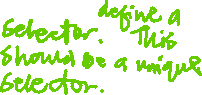 define a
Selector. This
Should be a unique
Selector.